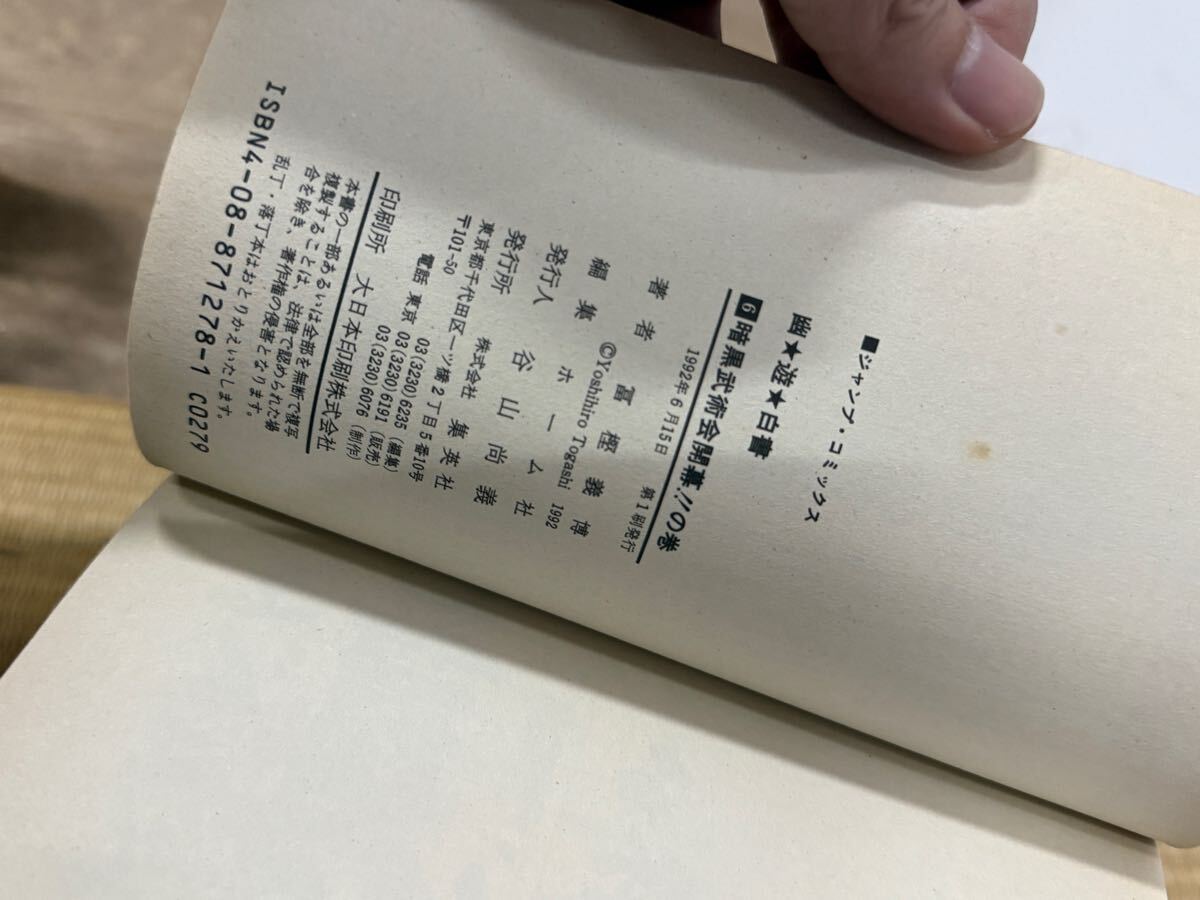 ■ジャンプ・コミックス
幽★遊★白書
6暗黒武術会開幕!!の巻
1992年6月15日 第1刷発行
著者 冨樫義博
©Yoshihiro Togashi 1992
編集 ホーム社
発行人 谷山尚義
発行所 株式会社 集英社
東京都千代田区一ツ橋2丁目5番10号
〒101-50
電話 東京 03(3230)6235(編集)
03(3230)6191(販売)
03(3230)6076(制作)
印刷所 大日本印刷株式会社
本書の一部あるいは全部を無断で複写
複製することは、法律で認められた場
合を除き、著作権の侵害となります。
乱丁・落丁本はおとりかえいたします。
ISBN4-08-871278-1 C0279